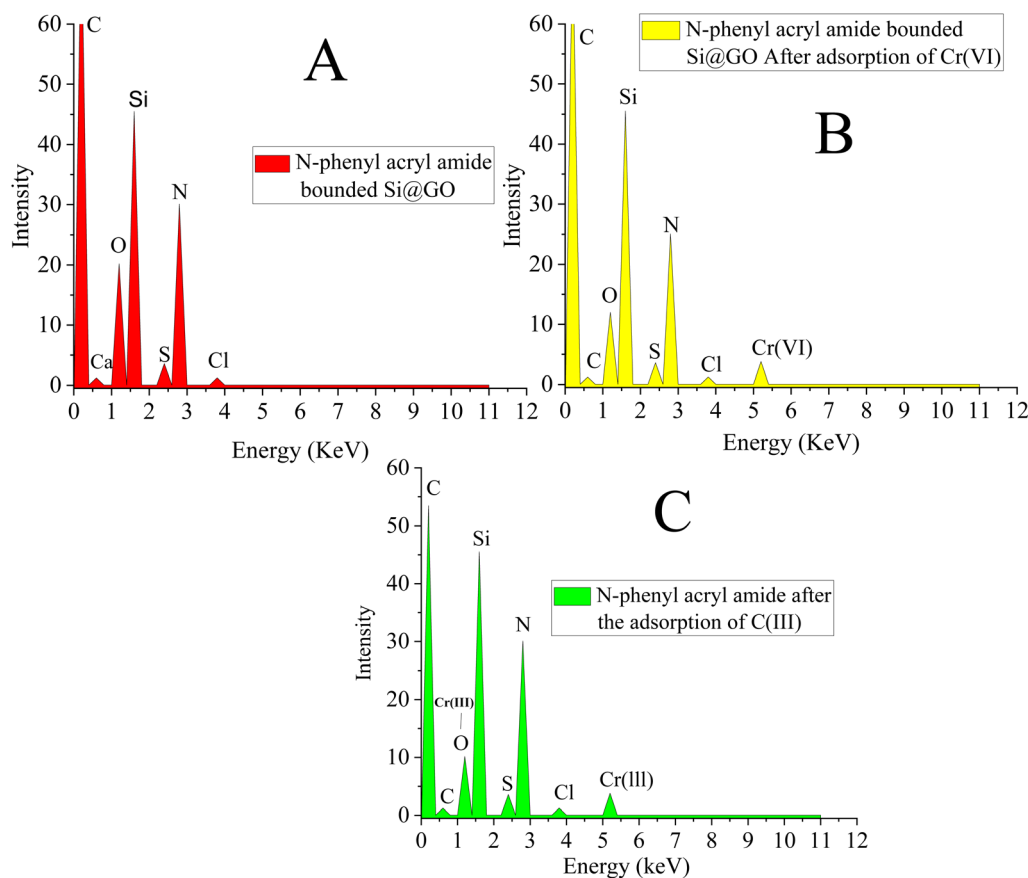 A
60
50
40
30
20
10
0
Intensity
C
Ca
O
Si
S
N
Cl
N-phenyl acryl amide
bounded Si@GO
0 1 2 3 4 5 6 7 8 9 10 11 12
Energy (KeV)
B
60
50
40
30
20
10
0
Intensity
C
C
O
Si
S
N
Cl
Cr(VI)
N-phenyl acryl amide bounded
Si@GO After adsorption of Cr(VI)
0 1 2 3 4 5 6 7 8 9 10 11 12
Energy (KeV)
C
60
50
40
30
20
10
0
Intensity
C
C
Cr(III)
O
Si
S
N
Cl
Cr(lll)
N-phenyl acryl amide after
the adsorption of C(III)
0 1 2 3 4 5 6 7 8 9 10 11 12
Energy (keV)